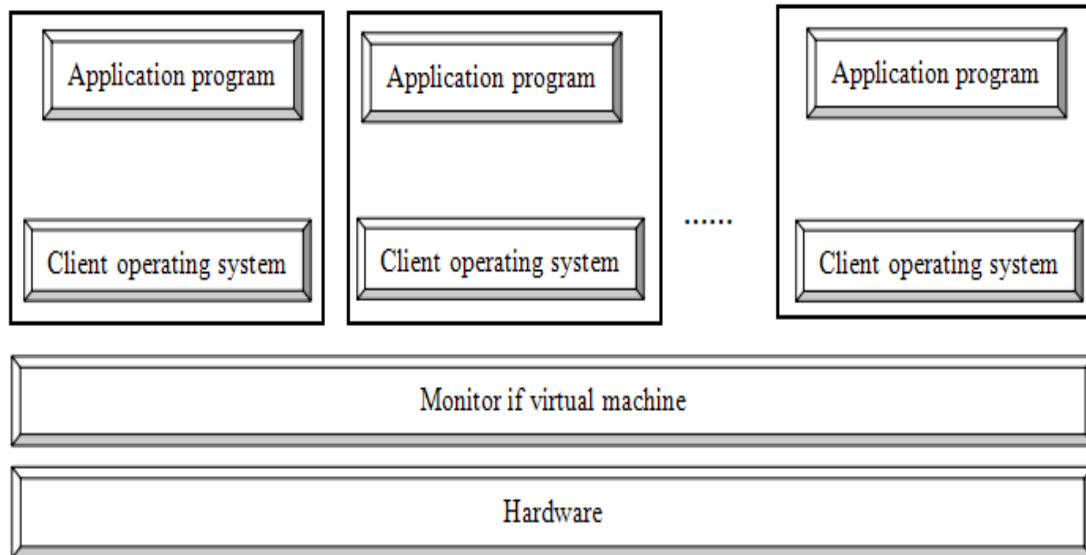 Application program
Application program
Application program
Client operating system
Client operating system
......
Client operating system
Monitor if virtual machine
Hardware